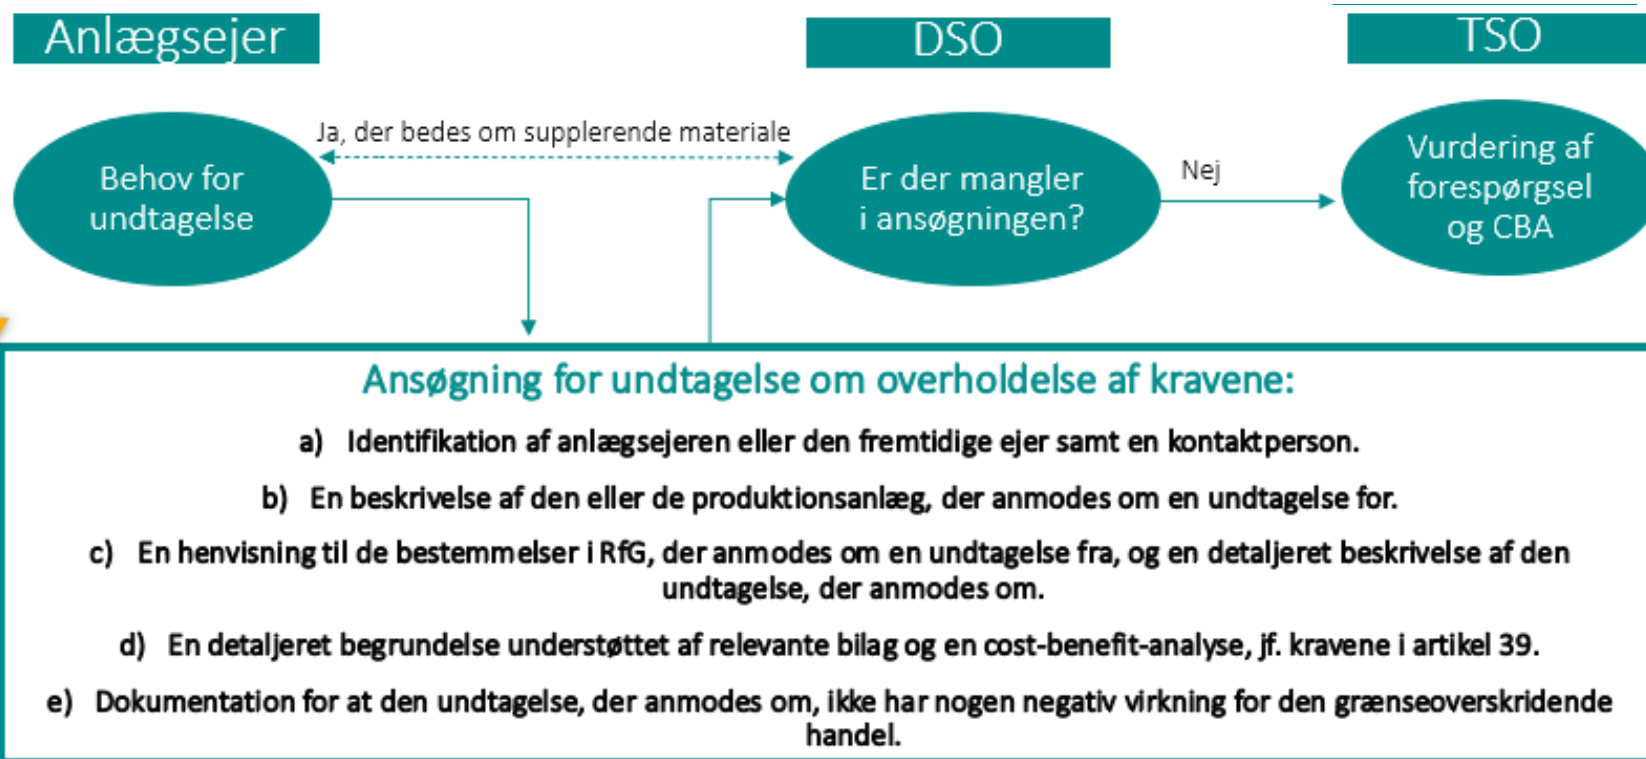 Anlægsejer
DSO
TSO
Ja, der bedes om supplerende materiale
Behov for
undtagelse
Er der mangler
i ansøgningen?
Nej
Vurdering af
forespørgsel
og CBA
Ansøgning for undtagelse om overholdelse af kravene:
a) Identifikation af anlægsejeren eller den fremtidige ejer samt en kontaktperson.
b) En beskrivelse af den eller de produktionsanlæg, der anmodes om en undtagelse for.
c) En henvisning til de bestemmelser i RfG, der anmodes om en undtagelse fra, og en detaljeret beskrivelse af den
undtagelse, der anmodes om.
d) En detaljeret begrundelse understøttet af relevante bilag og en cost-benefit-analyse, jf. kravene i artikel 39.
e) Dokumentation for at den undtagelse, der anmodes om, ikke har nogen negativ virkning for den grænseoverskridende
handel.